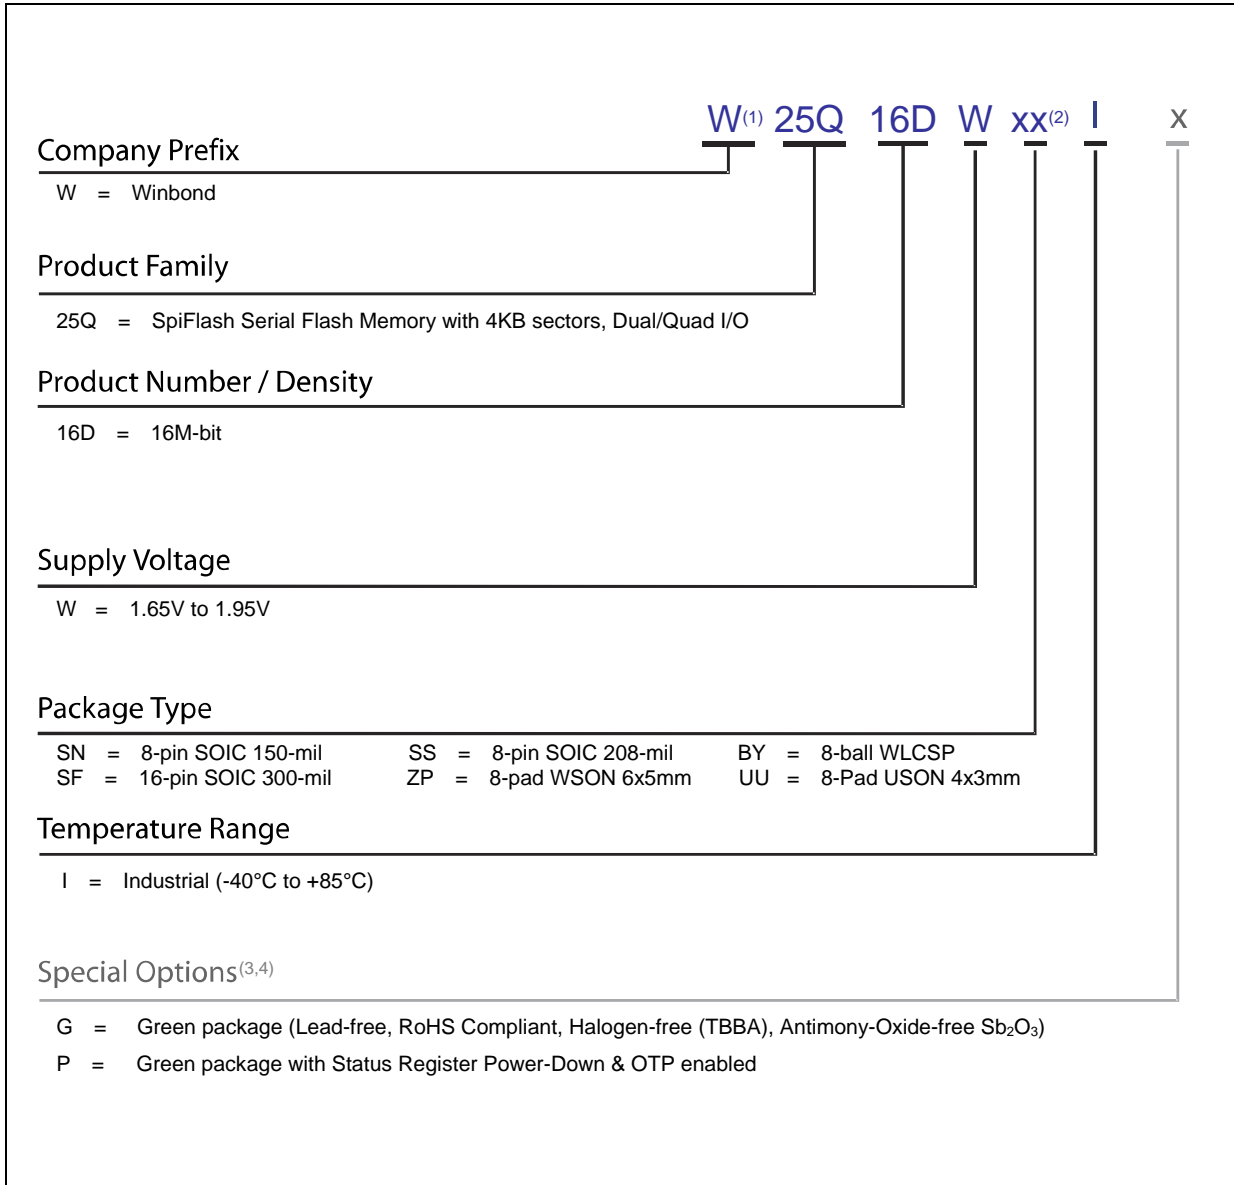 W(1) 25Q 16D W xx(2) I x
Company Prefix
W = Winbond
Product Family
25Q = SpiFlash Serial Flash Memory with 4KB sectors, Dual/Quad I/O
Product Number / Density
16D = 16M-bit
Supply Voltage
W = 1.65V to 1.95V
Package Type
SN = 8-pin SOIC 150-mil SS = 8-pin SOIC 208-mil BY = 8-ball WLCSP
SF = 16-pin SOIC 300-mil ZP = 8-pad WSON 6x5mm UU = 8-Pad USON 4x3mm
Temperature Range
I = Industrial (-40°C to +85°C)
Special Options(3,4)
G = Green package (Lead-free, RoHS Compliant, Halogen-free (TBBA), Antimony-Oxide-free Sb₂O₃)
P = Green package with Status Register Power-Down & OTP enabled